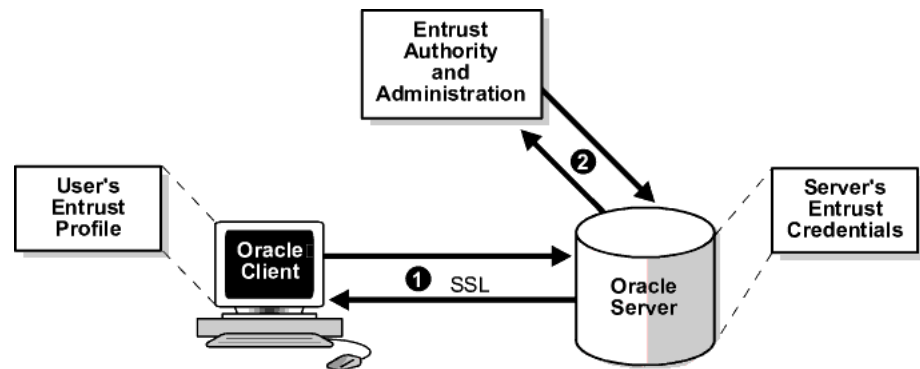 Entrust
Authority
and
Administration
2
User's
Entrust
Profile
Server's
Entrust
Credentials
Oracle
Client
1 SSL
Oracle
Server